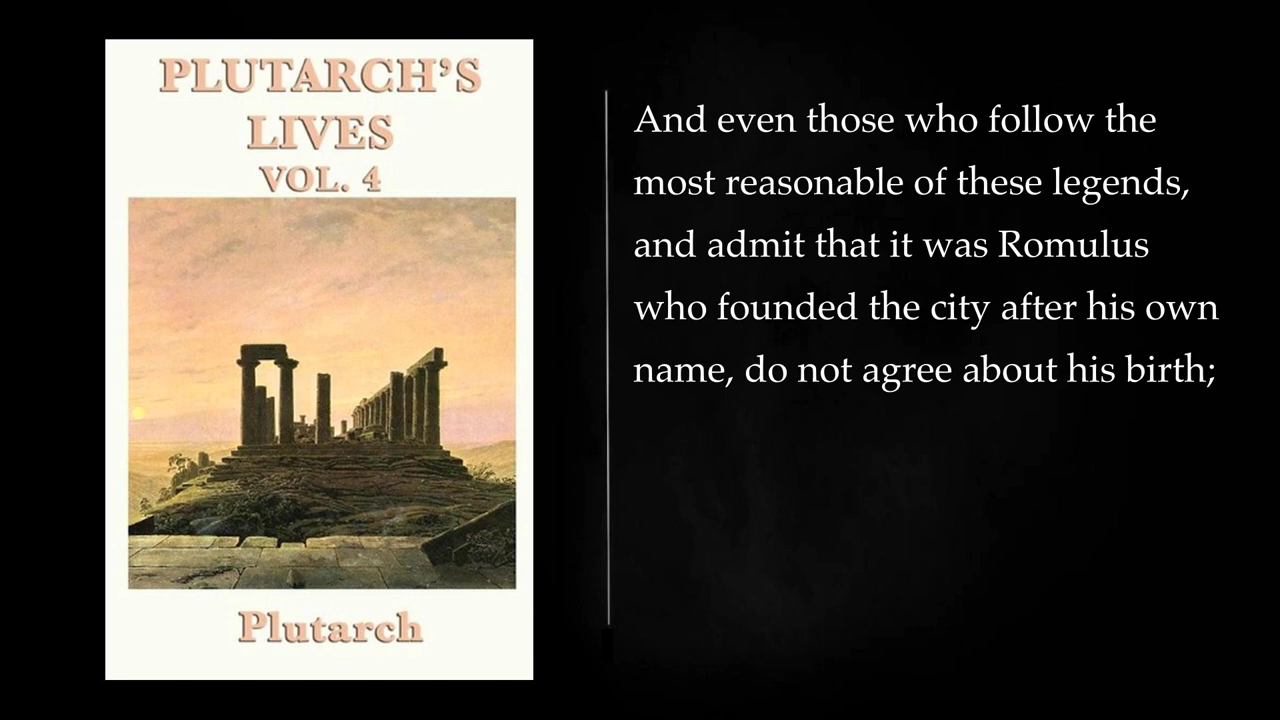 PLUTARCH'S
LIVES
VOL. 4
Plutarch
And even those who follow the
most reasonable of these legends,
and admit that it was Romulus
who founded the city after his own
name, do not agree about his birth;